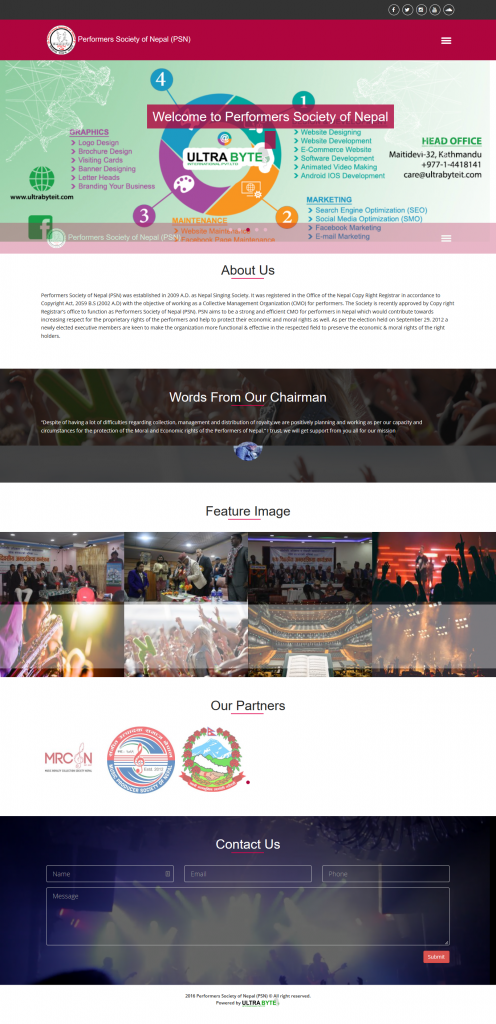 Performers Society of Nepal (PSN)
4
1
Welcome to Performers Society of Nepal
GRAPHICS
Logo Design
Brochure Design
Visiting Cards
Banner Designing
Letter Heads
Branding Your Business
ULTRA BYTE
INTERNATIONAL PVT.LTD
Website Designing
Website Development
E-Commerce Website
Software Development
Animated Video Making
Android IOS Development
HEAD OFFICE
Maitidevi-32, Kathmandu
+977-1-4418141
care@ultrabyteit.com
www.ultrabyteit.com
3
2
MARKETING
Search Engine Optimization (SEO)
Social Media Optimization (SMO)
Facebook Marketing
E-mail Marketing
MAINTENANCE
Website Maintenance
Facebook Page Maintenance
Performers Society of Nepal (PSN)
About Us
Performers Society of Nepal (PSN) was established in 2009 A.D. as Nepal Singing Society. It was registered in the Office of the Nepal Copy Right Registrar in accordance to
Copyright Act, 2059 B.S (2002 A.D) with the objective of working as a Collective Management Organization (CMO) for performers. The Society is recently approved by Copy right
Registrar's office to function as Performers Society of Nepal (PSN). PSN aims to be a strong and efficient CMO for performers in Nepal which would contribute towards
increasing respect for the proprietary rights of the performers and help to protect their economic and moral rights as well. As per the election held on September 29, 2012 a
newly elected executive members are keen to make the organization more functional & effective in the respected field to preserve the economic & moral rights of the right
holders.
Words From Our Chairman
"Despite of having a lot of difficulties regarding collection, management and distribution of royalty we are positively planning and working as per our capacity and
circumstances for the protection of the Moral and Economic rights of the Performers of Nepal." I trust, we will get support from you all for our mission
Feature Image
Our Partners
MRCSN
Estd. 2013
Contact Us
Name
Email
Phone
Message
Submit
2016 Performers Society of Nepal (PSN) © All right reserved.
Powered by ULTRA BYTE